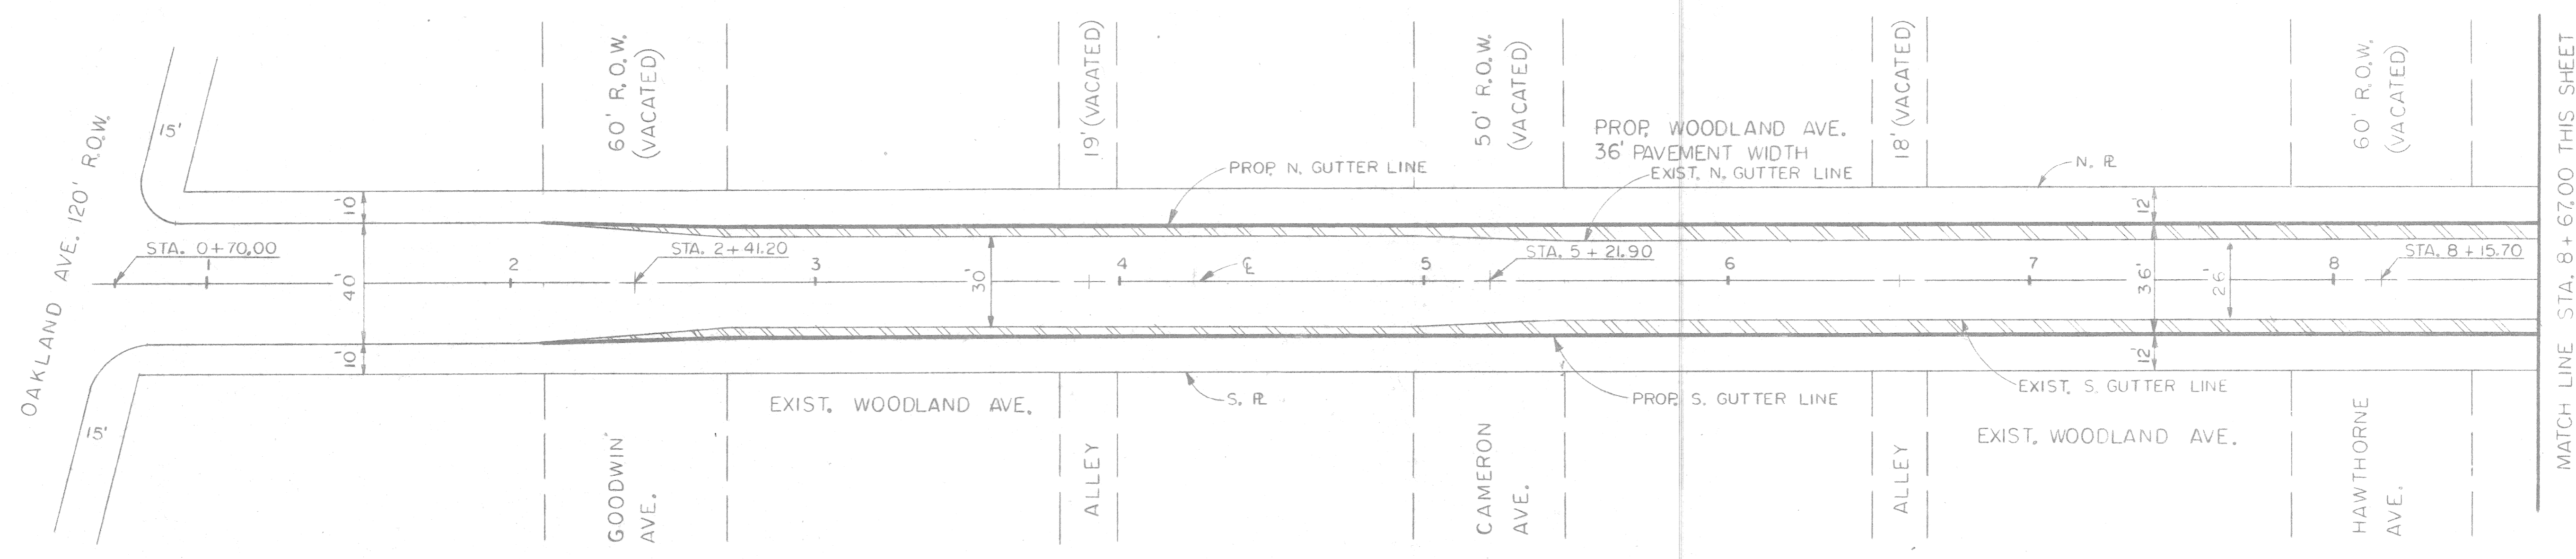 OAKLAND AVE. 120' R.O.W.
15'
15'
60' R.O.W.
(VACATED)
19' (VACATED)
50' R.O.W.
(VACATED)
PROP. WOODLAND AVE.
36' PAVEMENT WIDTH
18' (VACATED)
60' R.O.W.
(VACATED)
PROP. N. GUTTER LINE
EXIST. N. GUTTER LINE
N. PL
10'
12'
STA. 0+70.00
STA. 2+41.20
STA. 5+21.90
STA. 8+15.70
1
2
3
4
5
6
7
8
CL
40'
30'
36'
26'
10'
12'
S. PL
PROP. S. GUTTER LINE
EXIST. S. GUTTER LINE
EXIST. WOODLAND AVE.
EXIST. WOODLAND AVE.
GOODWIN
AVE.
ALLEY
CAMERON
AVE.
ALLEY
HAWTHORNE
AVE.
MATCH LINE STA. 8+67.00 THIS SHEET